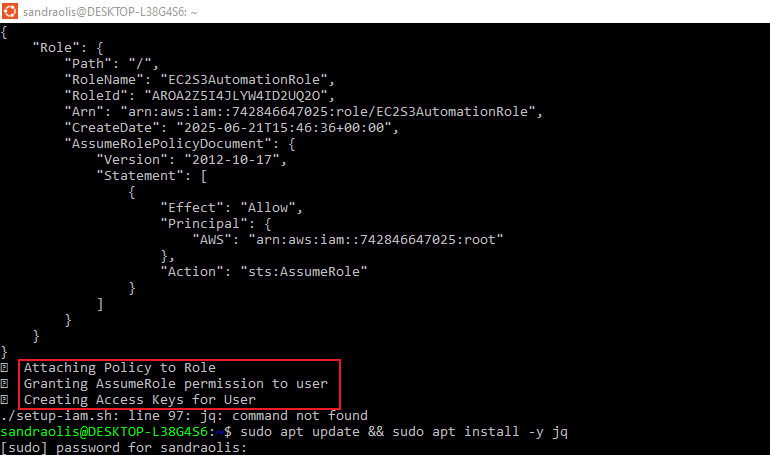 sandraolis@DESKTOP-L38G4S6: ~
{
    "Role": {
        "Path": "/",
        "RoleName": "EC2S3AutomationRole",
        "RoleId": "AROA2Z5I4JLYW4ID2UQ2O",
        "Arn": "arn:aws:iam::742846647025:role/EC2S3AutomationRole",
        "CreateDate": "2025-06-21T15:46:36+00:00",
        "AssumeRolePolicyDocument": {
            "Version": "2012-10-17",
            "Statement": [
                {
                    "Effect": "Allow",
                    "Principal": {
                        "AWS": "arn:aws:iam::742846647025:root"
                    },
                    "Action": "sts:AssumeRole"
                }
            ]
        }
    }
}
Attaching Policy to Role
Granting AssumeRole permission to user
Creating Access Keys for User
./setup-iam.sh: line 97: jq: command not found
sandraolis@DESKTOP-L38G4S6:~$ sudo apt update && sudo apt install -y jq
[sudo] password for sandraolis: